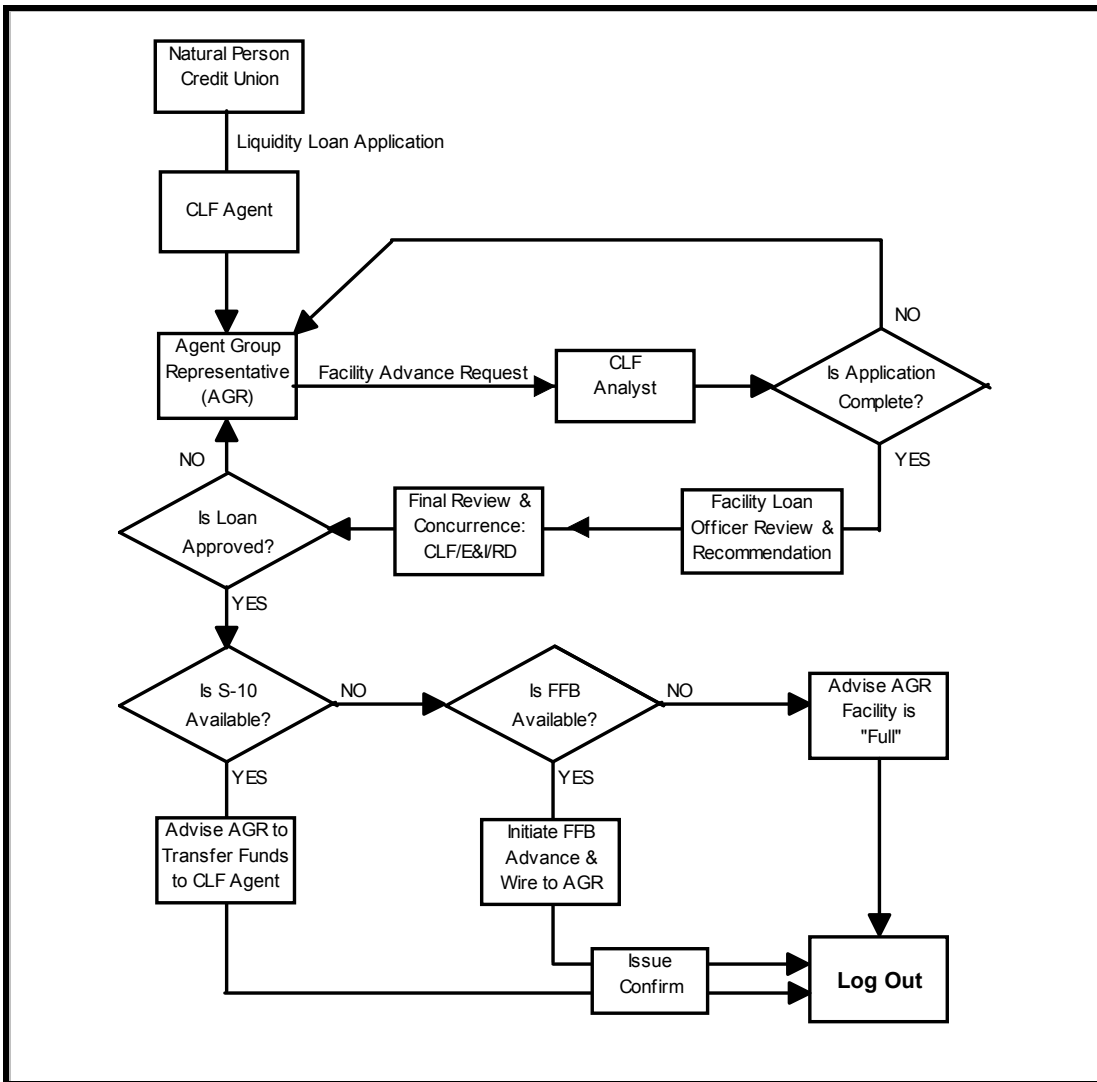 Natural Person
Credit Union
Liquidity Loan Application
CLF Agent
NO
Agent Group
Representative
(AGR)
Facility Advance Request
CLF
Analyst
Is Application
Complete?
YES
NO
Is Loan
Approved?
Final Review &
Concurrence:
CLF/E&I/RD
Facility Loan
Officer Review &
Recommendation
YES
Is S-10
Available?
NO
Is FFB
Available?
NO
Advise AGR
Facility is
"Full"
YES
YES
Advise AGR to
Transfer Funds
to CLF Agent
Initiate FFB
Advance &
Wire to AGR
Issue
Confirm
Log Out